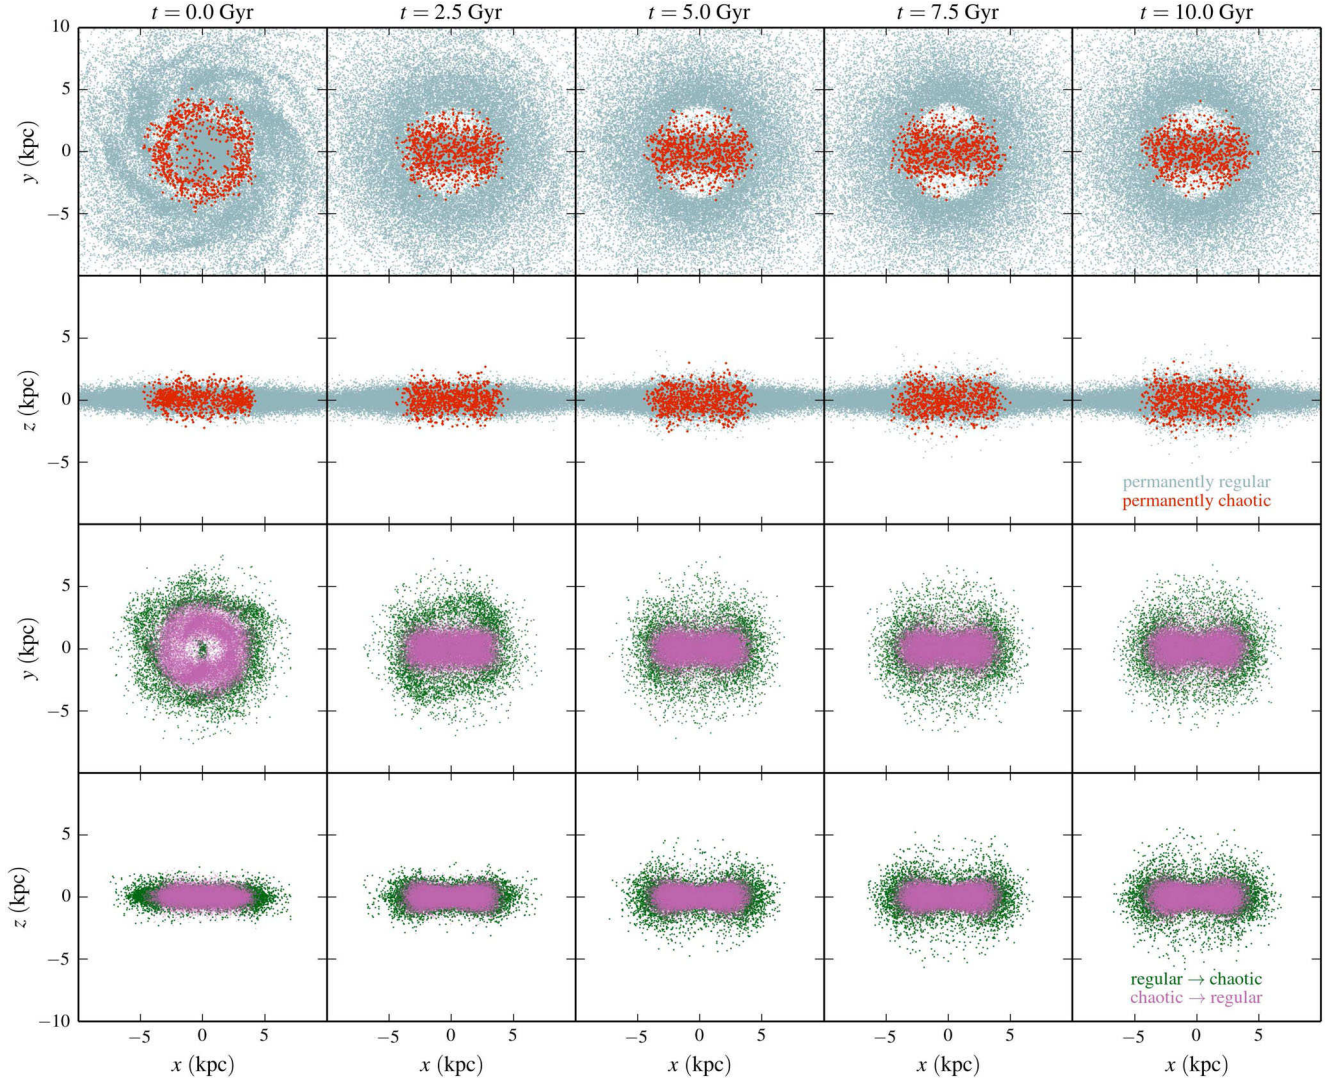 t = 0.0 Gyr t = 2.5 Gyr t = 5.0 Gyr t = 7.5 Gyr t = 10.0 Gyr
10
5
y (kpc)
0
−5
5
z (kpc)
0
−5
permanently regular
permanently chaotic
5
y (kpc)
0
−5
5
z (kpc)
0
−5
regular → chaotic
chaotic → regular
−10
−5 0 5 −5 0 5 −5 0 5 −5 0 5 −5 0 5
x (kpc) x (kpc) x (kpc) x (kpc) x (kpc)